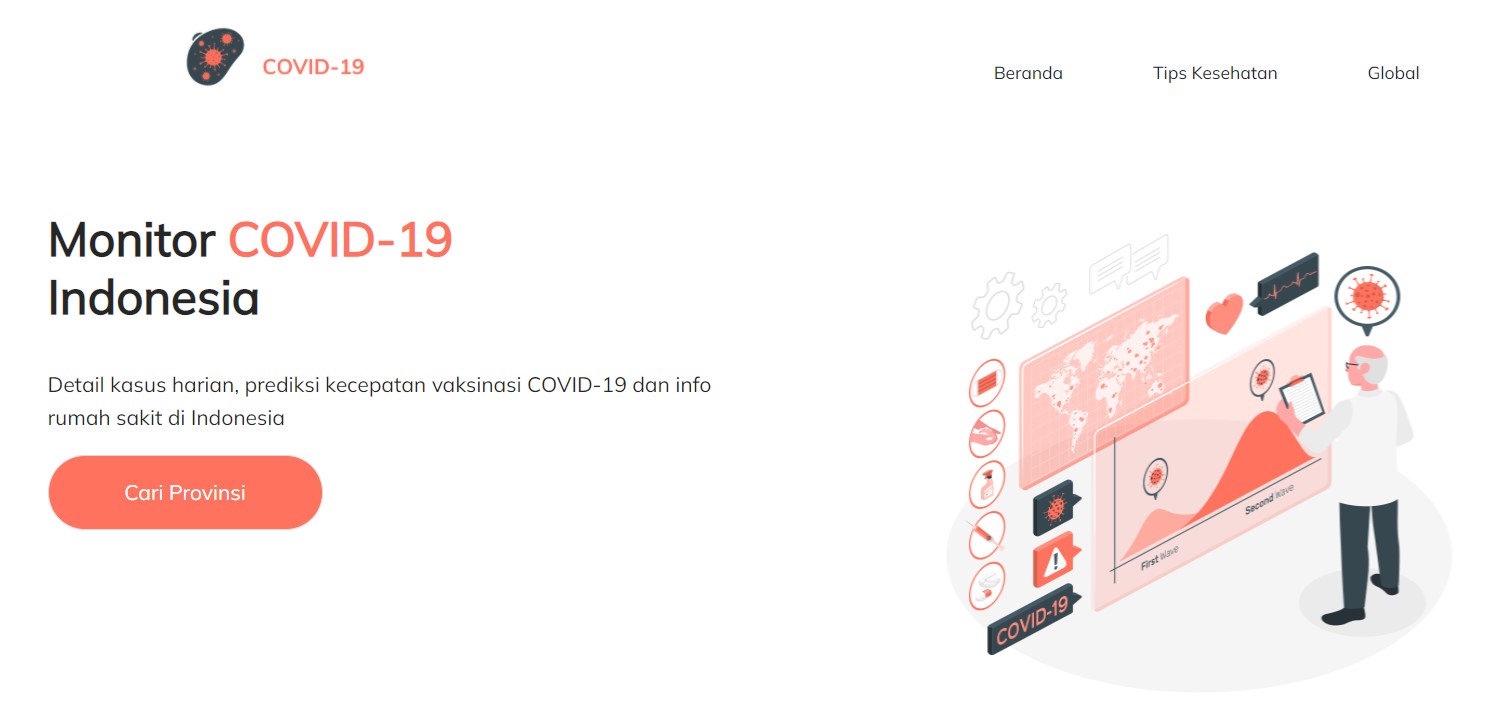 COVID-19
Beranda Tips Kesehatan Global
Monitor COVID-19
Indonesia
Detail kasus harian, prediksi kecepatan vaksinasi COVID-19 dan info
rumah sakit di Indonesia
Cari Provinsi
Second Wave
First Wave
COVID-19